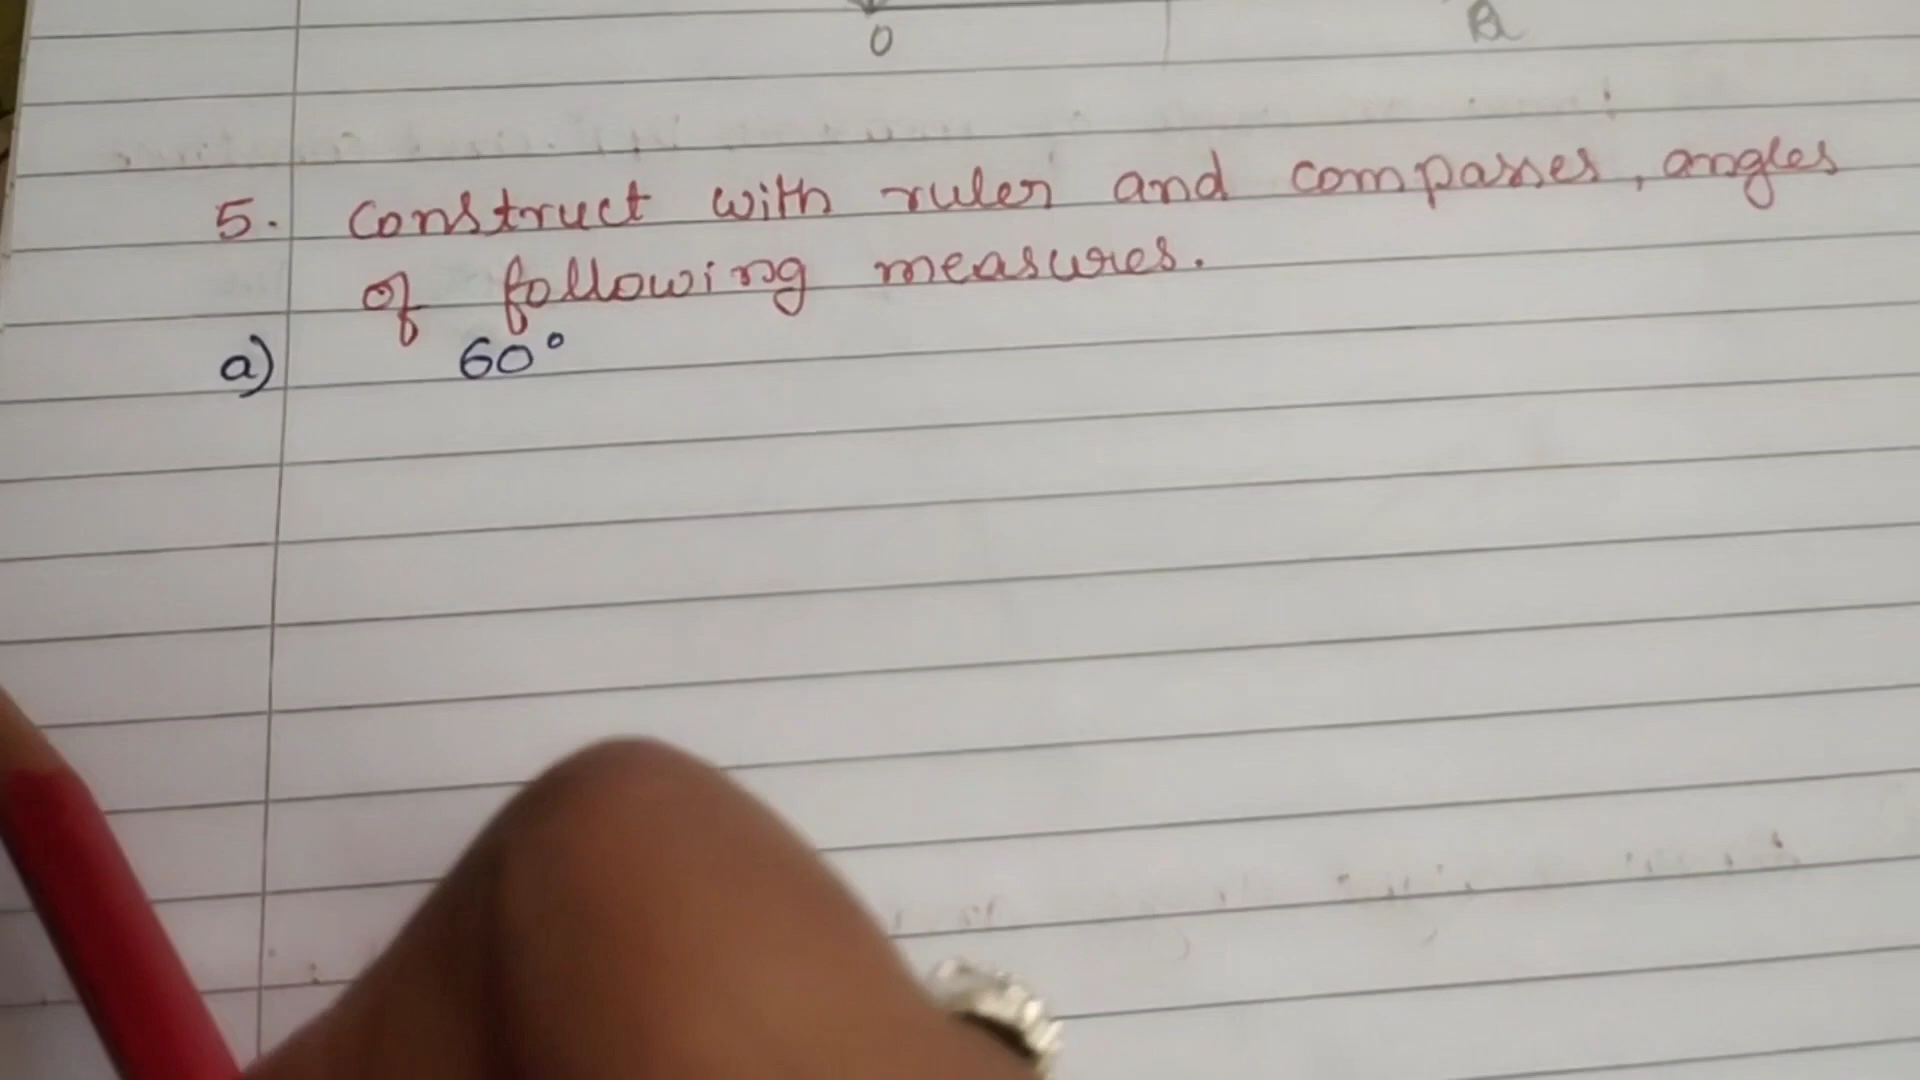 O
5. Construct with ruler and compasses, angles
of following measures.
a) 60°